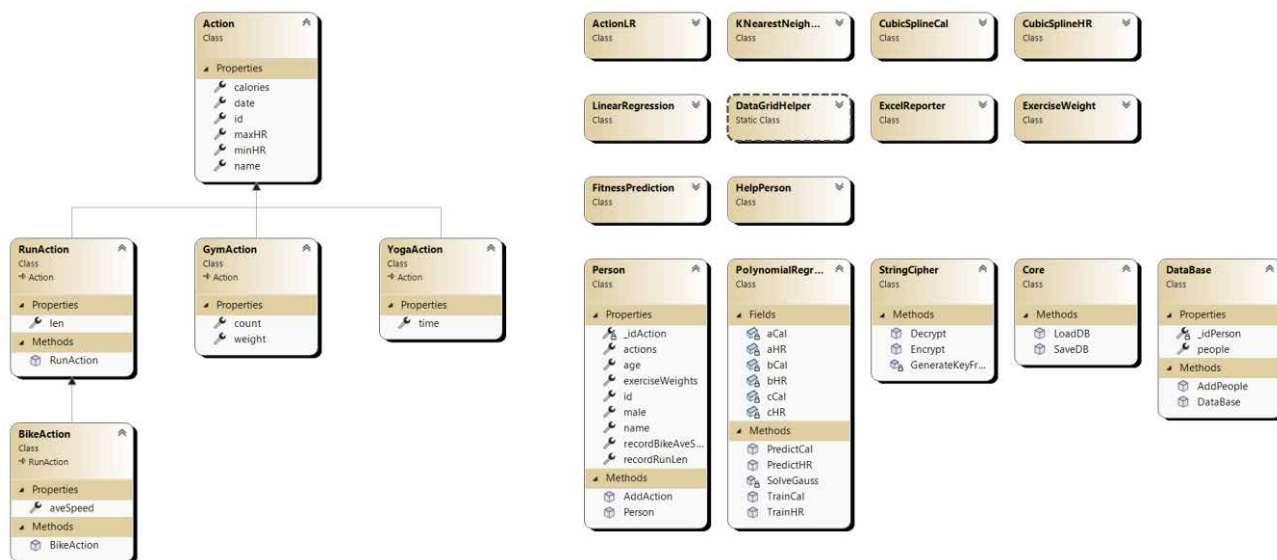 Action
Class
Properties
calories
date
id
maxHR
minHR
name
RunAction
Class
Action
Properties
len
Methods
RunAction
GymAction
Class
Action
Properties
count
weight
YogaAction
Class
Action
Properties
time
BikeAction
Class
RunAction
Properties
aveSpeed
Methods
BikeAction
ActionLR
Class
KNearestNeigh...
Class
CubicSplineCal
Class
CubicSplineHR
Class
LinearRegression
Class
DataGridHelper
Static Class
ExcelReporter
Class
ExerciseWeight
Class
FitnessPrediction
Class
HelpPerson
Class
Person
Class
Properties
_idAction
actions
age
exerciseWeights
id
male
name
recordBikeAveS...
recordRunLen
Methods
AddAction
Person
PolynomialRegr...
Class
Fields
aCal
aHR
bCal
bHR
cCal
cHR
Methods
PredictCal
PredictHR
SolveGauss
TrainCal
TrainHR
StringCipher
Class
Methods
Decrypt
Encrypt
GenerateKeyFr...
Core
Class
Methods
LoadDB
SaveDB
DataBase
Class
Properties
_idPerson
people
Methods
AddPeople
DataBase